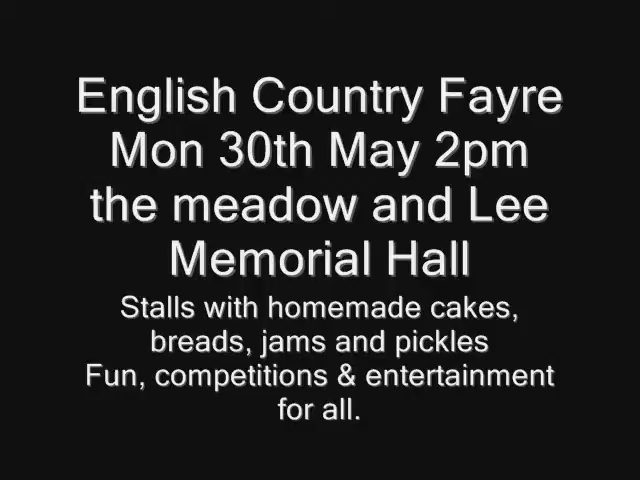 English Country Fayre
Mon 30th May 2pm
the meadow and Lee
Memorial Hall
Stalls with homemade cakes,
breads, jams and pickles
Fun, competitions & entertainment
for all.